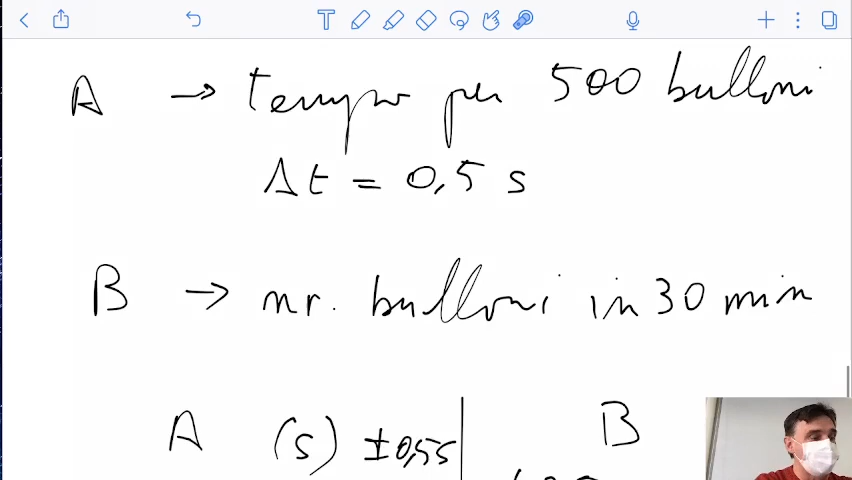 A → tempo per 500 bulloni
Δt = 0,5 s
B → nr. bulloni in 30 min
A (s) ±0,5s B